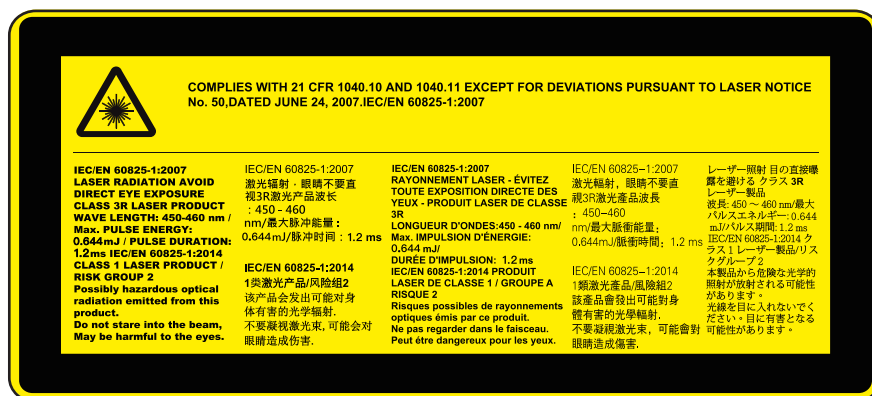 COMPLIES WITH 21 CFR 1040.10 AND 1040.11 EXCEPT FOR DEVIATIONS PURSUANT TO LASER NOTICE
No. 50,DATED JUNE 24, 2007.IEC/EN 60825-1:2007
IEC/EN 60825-1:2007
LASER RADIATION AVOID
DIRECT EYE EXPOSURE
CLASS 3R LASER PRODUCT
WAVE LENGTH: 450-460 nm /
Max. PULSE ENERGY:
0.644mJ / PULSE DURATION:
1.2ms IEC/EN 60825-1:2014
CLASS 1 LASER PRODUCT /
RISK GROUP 2
Possibly hazardous optical
radiation emitted from this
product.
Do not stare into the beam,
May be harmful to the eyes.
IEC/EN 60825-1:2007
激光辐射﹐眼睛不要直
视3R激光产品波长
: 450 - 460
nm/最大脉冲能量 :
0.644mJ/脉冲时间 : 1.2 ms
IEC/EN 60825-1:2014
1类激光产品/风险组2
该产品会发出可能对身
体有害的光学辐射.
不要凝视激光束, 可能会对
眼睛造成伤害.
IEC/EN 60825-1:2007
RAYONNEMENT LASER - ÉVITEZ
TOUTE EXPOSITION DIRECTE DES
YEUX - PRODUIT LASER DE CLASSE
3R
LONGUEUR D'ONDES:450 - 460 nm/
Max. IMPULSION D'ÉNERGIE:
0.644 mJ/
DURÉE D'IMPULSION: 1.2 ms
IEC/EN 60825-1:2014 PRODUIT
LASER DE CLASSE 1 / GROUPE A
RISQUE 2
Risques possibles de rayonnements
optiques émis par ce produit.
Ne pas regarder dans le faisceau.
Peut étre dangereux pour les yeux.
IEC/EN 60825–1:2007
激光輻射，眼睛不要直
視3R激光產品波長
: 450–460
nm/最大脈衝能量 :
0.644mJ/脈衝時間 : 1.2 ms
IEC/EN 60825–1:2014
1類激光產品/風險組2
該產品會發出可能對身
體有害的光學輻射.
不要凝視激光束，可能會對
眼睛造成傷害.
レーザー照射 目の直接曝
露を避ける クラス 3R
レーザー製品
波長: 450 ～ 460 nm/最大
パルスエネルギー: 0.644
mJ/パルス期間: 1.2 ms
IEC/EN 60825-1:2014 ク
ラス 1 レーザー製品/リス
クグループ 2
本製品から危険な光学的
照射が放射される可能性
があります。
光線を目に入れないでく
ださい。目に有害となる
可能性があります。